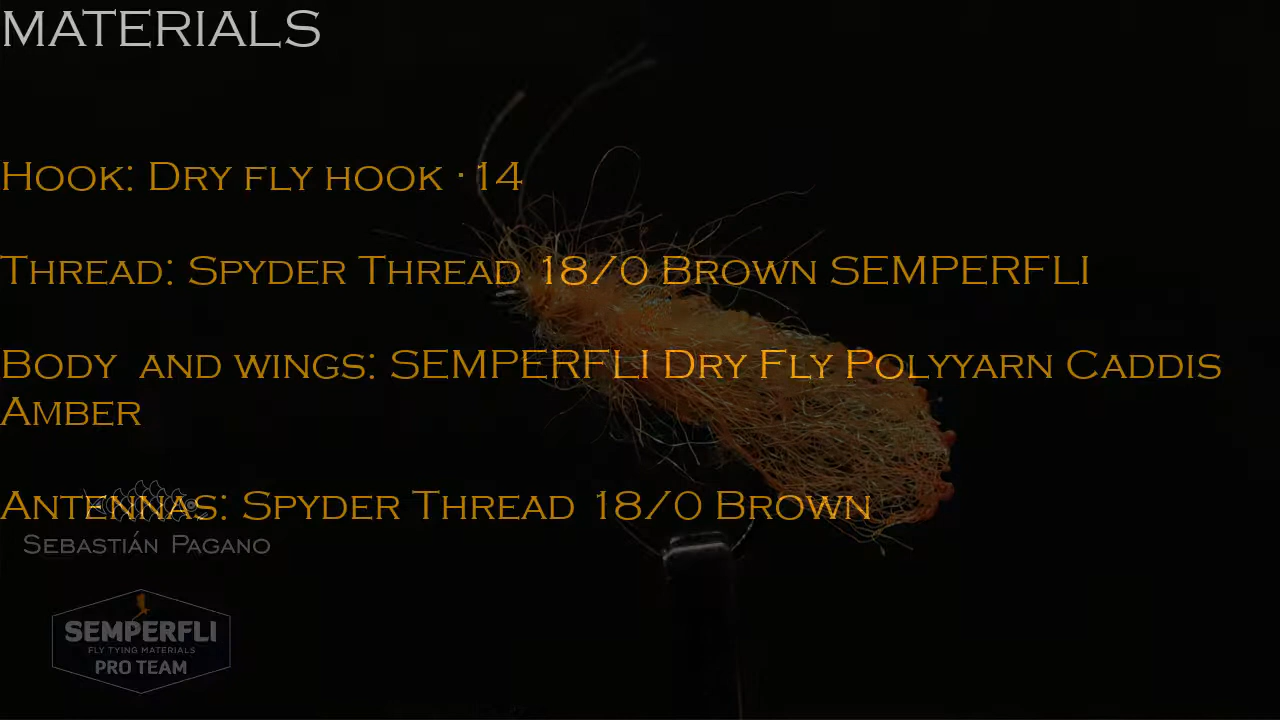 MATERIALS
Hook: Dry fly hook · 14
Thread: Spyder Thread 18/0 Brown SEMPERFLI
Body and wings: SEMPERFLI Dry Fly Polyyarn Caddis
Amber
Antennas: Spyder Thread 18/0 Brown
Sebastián Pagano
SEMPERFLI
FLY TYING MATERIALS
PRO TEAM